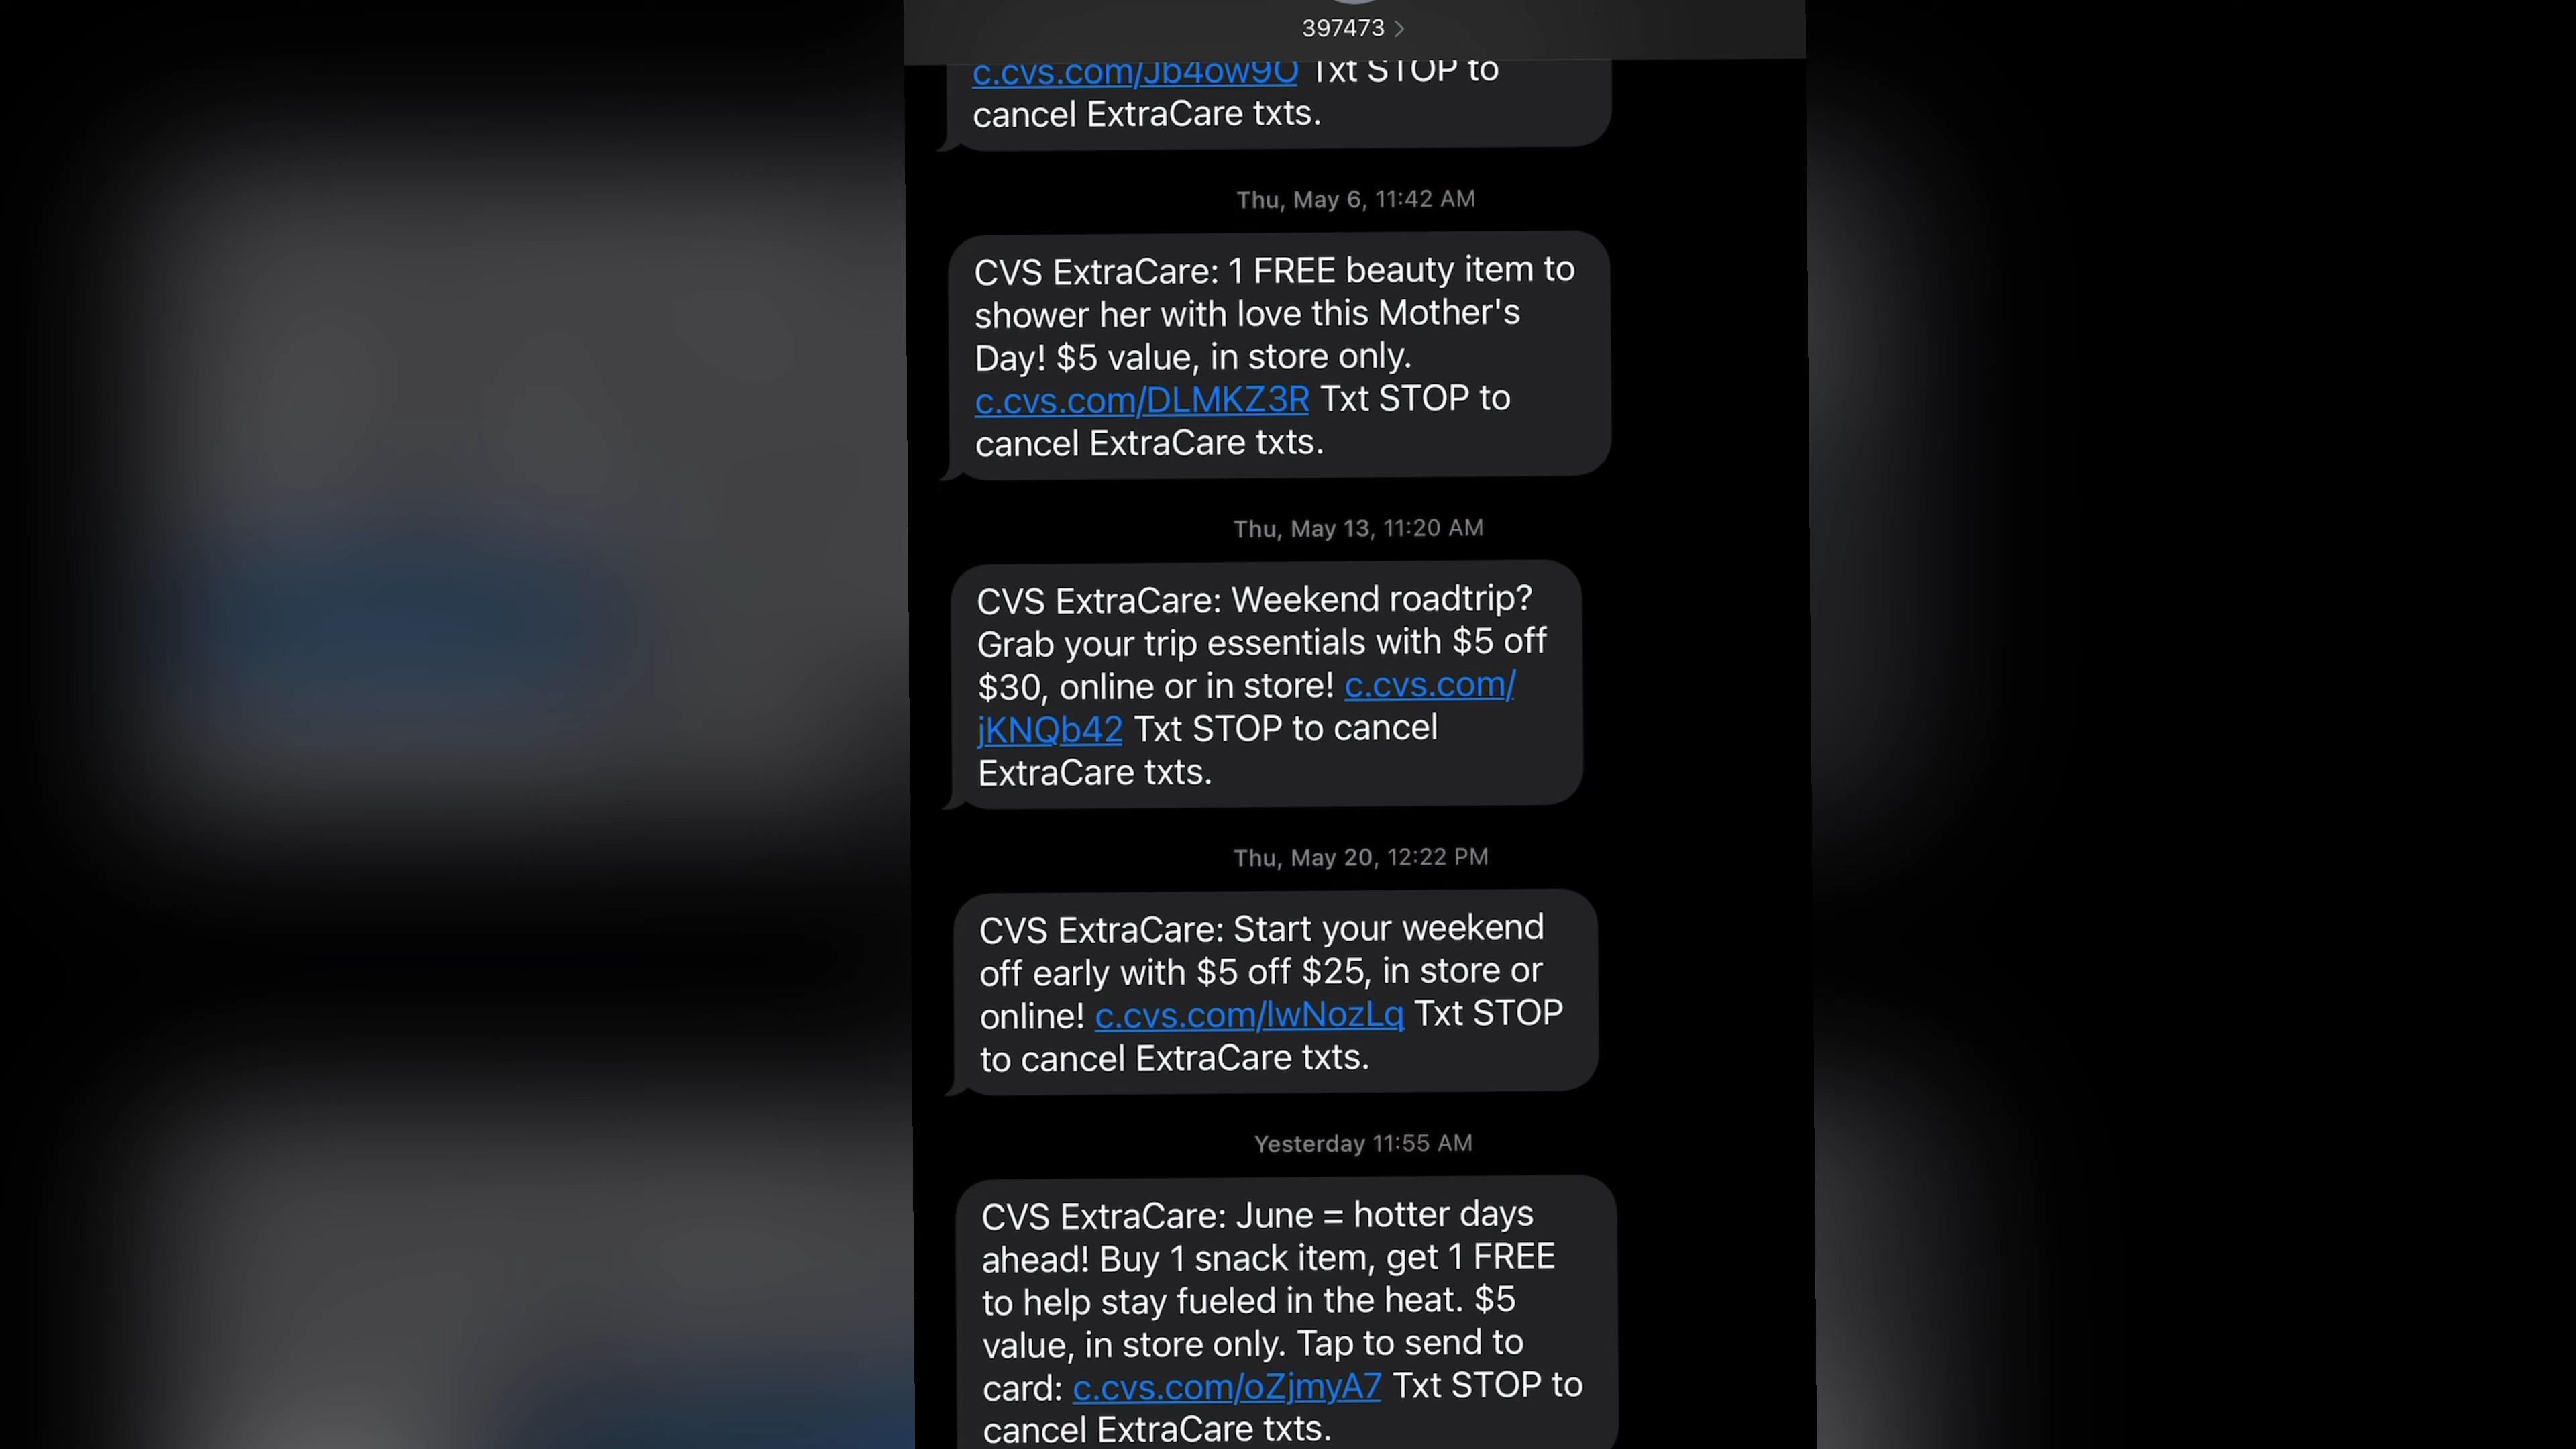 397473
c.cvs.com/Jb4ow9O Txt STOP to
cancel ExtraCare txts.
Thu, May 6, 11:42 AM
CVS ExtraCare: 1 FREE beauty item to
shower her with love this Mother's
Day! $5 value, in store only.
c.cvs.com/DLMKZ3R Txt STOP to
cancel ExtraCare txts.
Thu, May 13, 11:20 AM
CVS ExtraCare: Weekend roadtrip?
Grab your trip essentials with $5 off
$30, online or in store! c.cvs.com/
jKNQb42 Txt STOP to cancel
ExtraCare txts.
Thu, May 20, 12:22 PM
CVS ExtraCare: Start your weekend
off early with $5 off $25, in store or
online! c.cvs.com/lwNozLq Txt STOP
to cancel ExtraCare txts.
Yesterday 11:55 AM
CVS ExtraCare: June = hotter days
ahead! Buy 1 snack item, get 1 FREE
to help stay fueled in the heat. $5
value, in store only. Tap to send to
card: c.cvs.com/oZjmyA7 Txt STOP to
cancel ExtraCare txts.